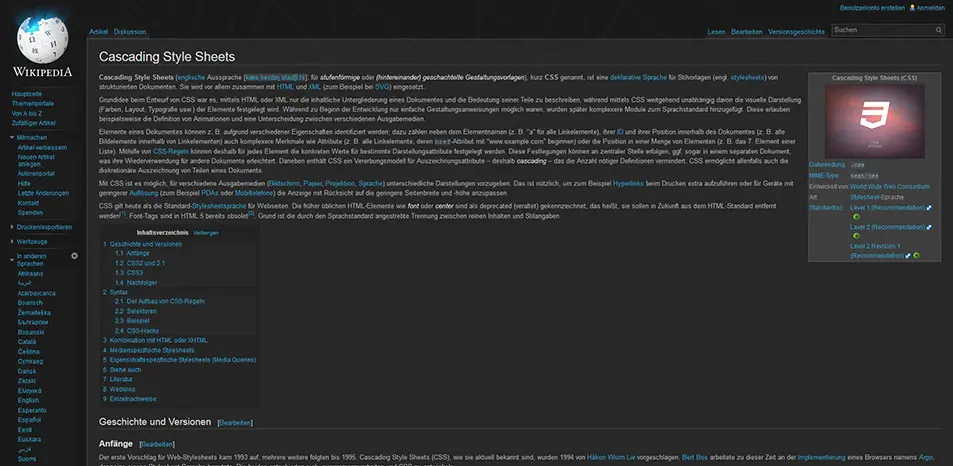 Benutzerkonto erstellen Anmelden
Artikel Diskussion
Lesen Bearbeiten Versionsgeschichte
Suchen
WIKIPEDIA
Hauptseite
Themenportale
Von A bis Z
Zufälliger Artikel
Mitmachen
Artikel verbessern
Neuen Artikel
anlegen
Autorenportal
Hilfe
Letzte Änderungen
Kontakt
Spenden
Drucken/exportieren
Werkzeuge
In anderen
Sprachen
Afrikaans
العربية
Azərbaycanca
Boarisch
Žemaitėška
Български
Bosanski
Català
Čeština
Cymraeg
Dansk
Zazaki
Ελληνικά
English
Esperanto
Español
Eesti
Euskara
فارسی
Suomi
Cascading Style Sheets
Cascading Style Sheets (englische Aussprache für stufenförmige oder (hintereinander) geschachtelte Gestaltungsvorlagen), kurz CSS genannt, ist eine deklarative Sprache für Stilvorlagen (engl. stylesheets) von
strukturierten Dokumenten. Sie wird vor allem zusammen mit HTML und XML (zum Beispiel bei SVG) eingesetzt.
Grundidee beim Entwurf von CSS war es, mittels HTML oder XML nur die inhaltliche Untergliederung eines Dokumentes und die Bedeutung seiner Teile zu beschreiben, während mittels CSS weitgehend unabhängig davon die visuelle Darstellung
(Farben, Layout, Typografie usw.) der Elemente festgelegt wird. Während zu Beginn der Entwicklung nur einfache Gestaltungsanweisungen möglich waren, wurden später komplexere Module zum Sprachstandard hinzugefügt. Diese erlauben
beispielsweise die Definition von Animationen und eine Unterscheidung zwischen verschiedenen Ausgabemedien.
Elemente eines Dokumentes können z. B. aufgrund verschiedener Eigenschaften identifiziert werden; dazu zählen neben dem Elementnamen (z. B. "a" für alle Linkelemente), ihrer ID und ihrer Position innerhalb des Dokumentes (z. B. alle
Bildelemente innerhalb von Linkelementen) auch komplexere Merkmale wie Attribute (z. B. alle Linkelemente, deren href-Attribut mit "www.example.com" beginnen) oder die Position in einer Menge von Elementen (z. B. das 7. Element einer
Liste). Mithilfe von CSS-Regeln können deshalb für jedes Element die konkreten Werte für bestimmte Darstellungsattribute festgelegt werden. Diese Festlegungen können an zentraler Stelle erfolgen, sogar in einem separaten Dokument,
was ihre Wiederverwendung für andere Dokumente erleichtert. Daneben enthält CSS ein Vererbungsmodell für Auszeichnungsattribute – deshalb cascading –, das die Anzahl nötiger Definitionen vermindert. CSS ermöglicht allenfalls auch die
diskretionäre Auszeichnung von Teilen eines Dokuments.
Mit CSS ist es möglich, für verschiedene Ausgabemedien (Bildschirm, Papier, Projektion, Sprache) unterschiedliche Darstellungen vorzugeben. Das ist nützlich, um zum Beispiel Hyperlinks beim Drucken extra aufzuführen oder für Geräte mit
geringerer Auflösung (zum Beispiel PDAs oder Mobiltelefone) die Anzeige mit Rücksicht auf die geringere Seitenbreite und -höhe anzupassen.
CSS gilt heute als die Standard-Stylesheetsprache für Webseiten. Die früher üblichen HTML-Elemente wie font oder center sind als deprecated (veraltet) gekennzeichnet, das heißt, sie sollen in Zukunft aus dem HTML-Standard entfernt
werden[1]. Font-Tags sind in HTML 5 bereits obsolet[2]. Grund ist die durch den Sprachstandard angestrebte Trennung zwischen reinen Inhalten und Stilangaben.
Cascading Style Sheets (CSS)
Dateiendung: .css
MIME-Type: text/css
Entwickelt von: World Wide Web Consortium
Art: Stylesheet-Sprache
Standard(s): Level 1 (Recommendation)
Level 2 (Recommendation)
Level 2 Revision 1
(Recommendation)
Inhaltsverzeichnis Verbergen
1 Geschichte und Versionen
1.1 Anfänge
1.2 CSS2 und 2.1
1.3 CSS3
1.4 Nachfolger
2 Syntax
2.1 Der Aufbau von CSS-Regeln
2.2 Selektoren
2.3 Beispiel
2.4 CSS-Hacks
3 Kombination mit HTML oder XHTML
4 Medienspezifische Stylesheets
5 Eigenschaftsspezifische Stylesheets (Media Queries)
6 Siehe auch
7 Literatur
8 Weblinks
9 Einzelnachweise
Geschichte und Versionen [Bearbeiten]
Anfänge [Bearbeiten]
Der erste Vorschlag für Web-Stylesheets kam 1993 auf, mehrere weitere folgten bis 1995. Cascading Style Sheets (CSS), wie sie aktuell bekannt sind, wurden 1994 von Håkon Wium Lie vorgeschlagen. Bert Bos arbeitete zu dieser Zeit an der Implementierung eines Browsers namens Argo,